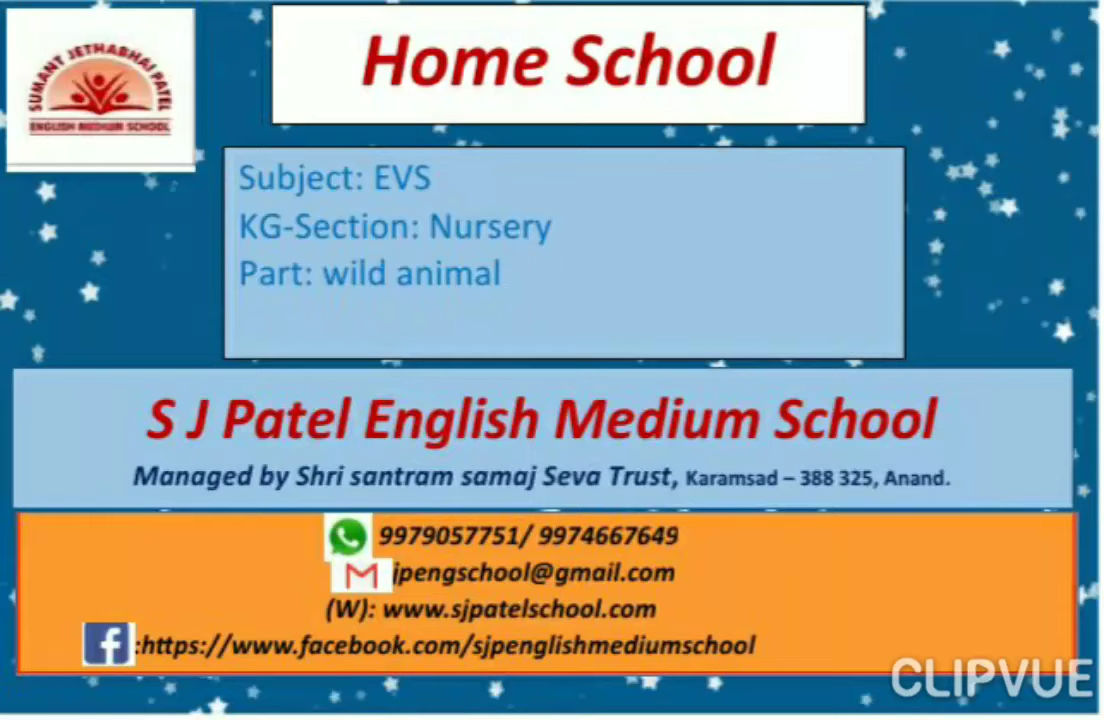 SUMANT JETHABHAI PATEL
ENGLISH MEDIUM SCHOOL
Home School
Subject: EVS
KG-Section: Nursery
Part: wild animal
S J Patel English Medium School
Managed by Shri santram samaj Seva Trust, Karamsad – 388 325, Anand.
9979057751/ 9974667649
jpengschool@gmail.com
(W): www.sjpatelschool.com
:https://www.facebook.com/sjpenglishmediumschool
CLIPVUE